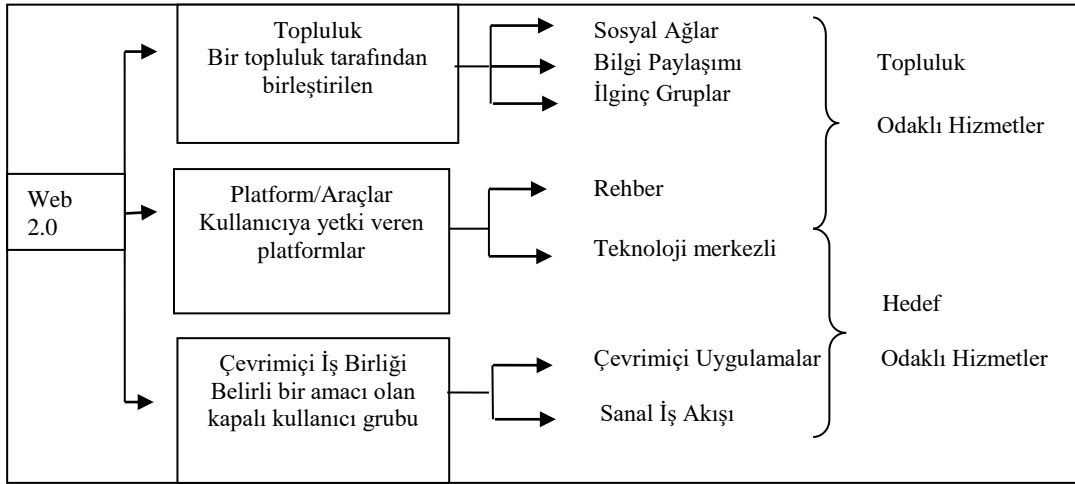 Web
2.0
Topluluk
Bir topluluk tarafından
birleştirilen
Sosyal Ağlar
Bilgi Paylaşımı
İlginç Gruplar
Topluluk
Odaklı Hizmetler
Platform/Araçlar
Kullanıcıya yetki veren
platformlar
Rehber
Teknoloji merkezli
Hedef
Odaklı Hizmetler
Çevrimiçi İş Birliği
Belirli bir amacı olan
kapalı kullanıcı grubu
Çevrimiçi Uygulamalar
Sanal İş Akışı